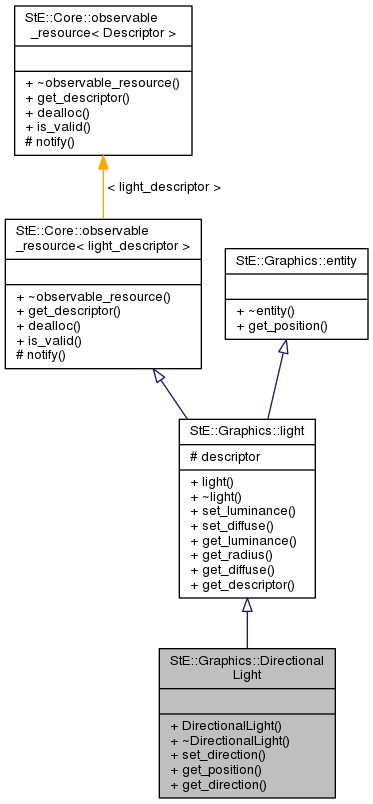 StE::Core::observable
_resource< Descriptor >
+ ~observable_resource()
+ get_descriptor()
+ dealloc()
+ is_valid()
# notify()
< light_descriptor >
StE::Core::observable
_resource< light_descriptor >
+ ~observable_resource()
+ get_descriptor()
+ dealloc()
+ is_valid()
# notify()
StE::Graphics::entity
+ ~entity()
+ get_position()
StE::Graphics::light
# descriptor
+ light()
+ ~light()
+ set_luminance()
+ set_diffuse()
+ get_luminance()
+ get_radius()
+ get_diffuse()
+ get_descriptor()
StE::Graphics::Directional
Light
+ DirectionalLight()
+ ~DirectionalLight()
+ set_direction()
+ get_position()
+ get_direction()